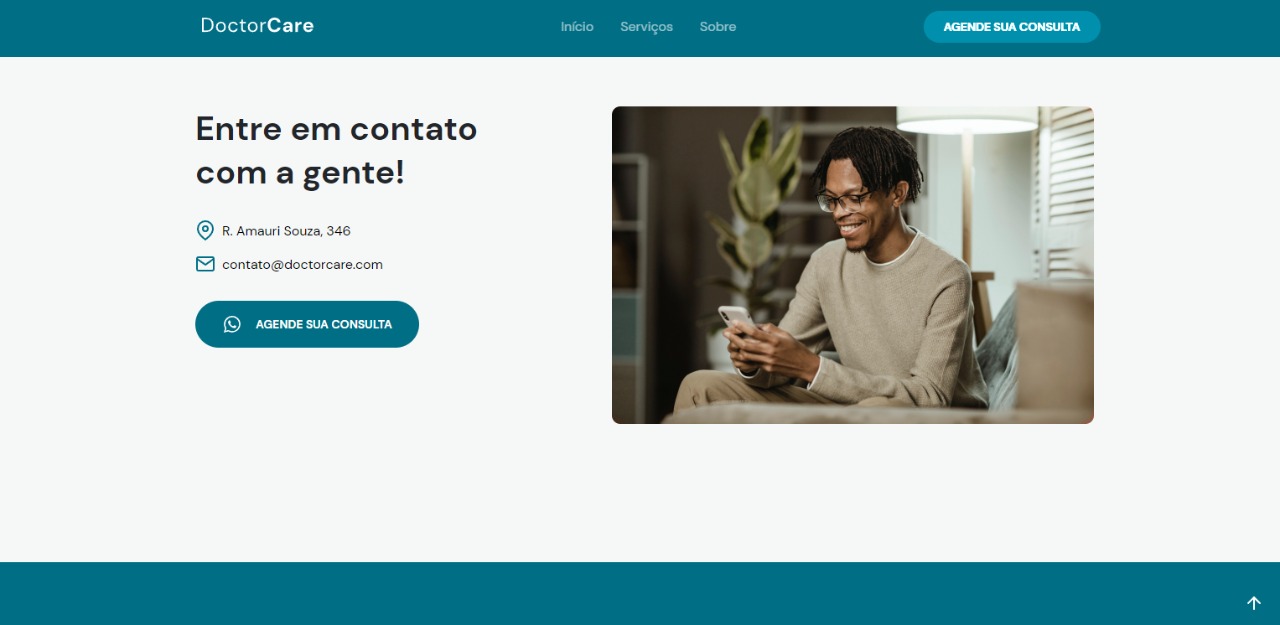 DoctorCare
Início Serviços Sobre
AGENDE SUA CONSULTA
Entre em contato
com a gente!
R. Amauri Souza, 346
contato@doctorcare.com
AGENDE SUA CONSULTA